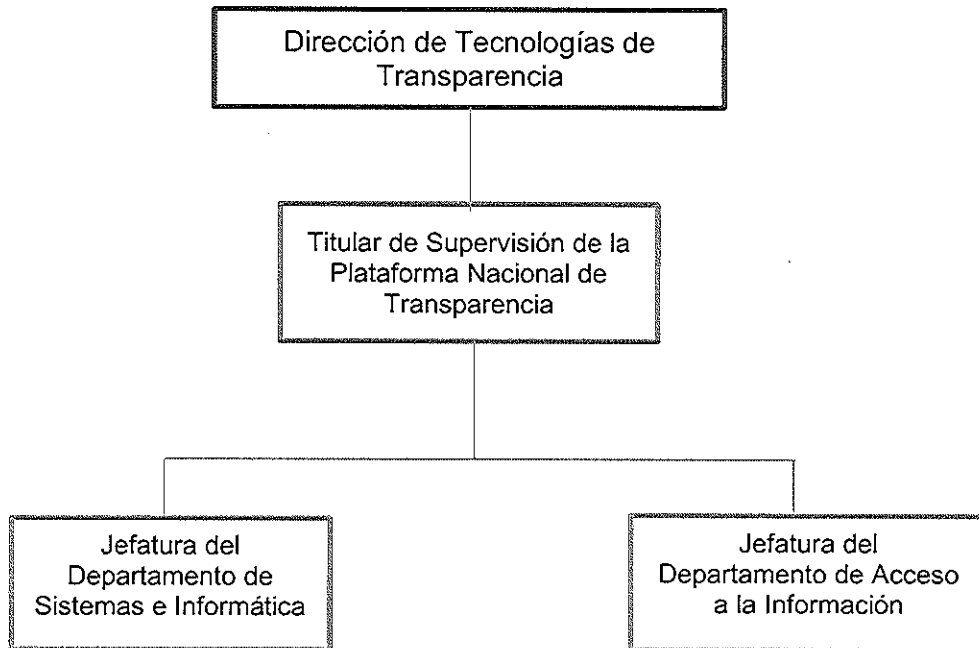 Dirección de Tecnologías de
Transparencia
Titular de Supervisión de la
Plataforma Nacional de
Transparencia
Jefatura del
Departamento de
Sistemas e Informática
Jefatura del
Departamento de Acceso
a la Información